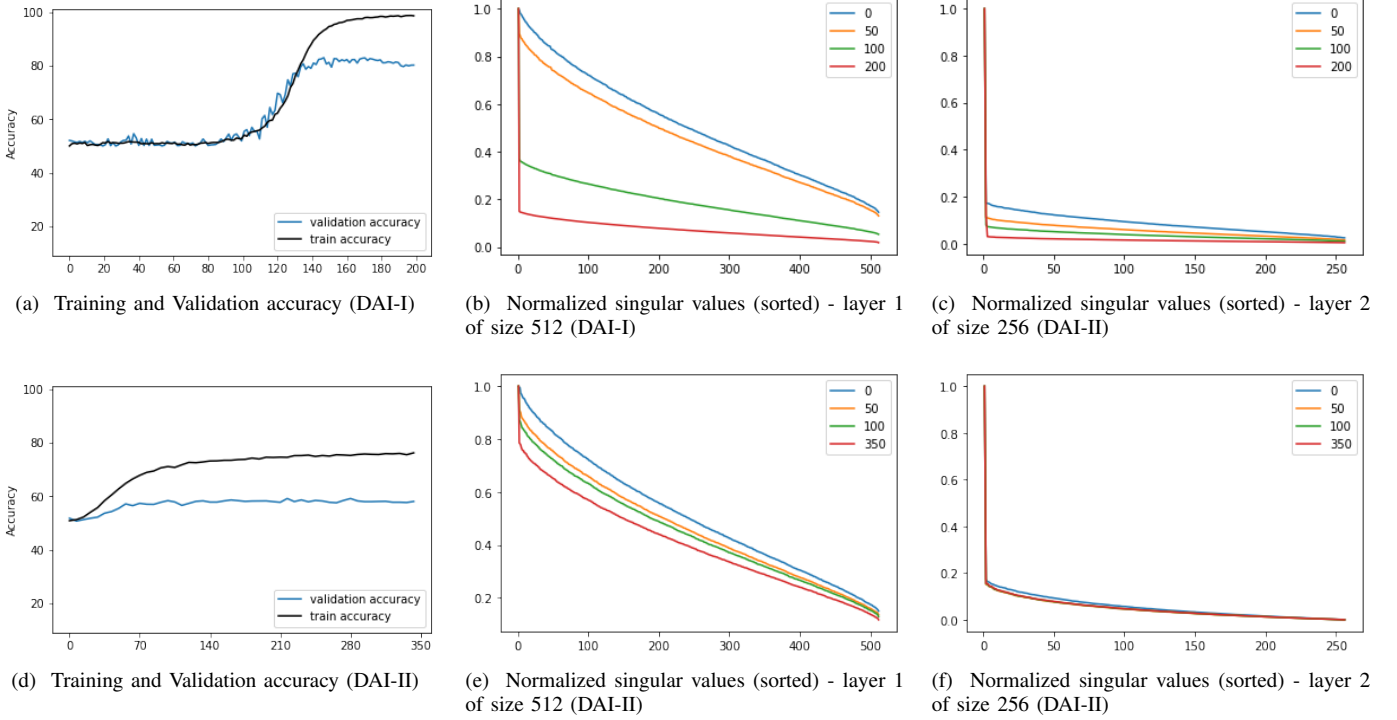 100
80
60
40
20
Accuracy
0 20 40 60 80 100 120 140 160 180 200
validation accuracy
train accuracy
(a) Training and Validation accuracy (DAI-I)
1.0
0.8
0.6
0.4
0.2
0.0
0 100 200 300 400 500
0
50
100
200
(b) Normalized singular values (sorted) - layer 1
of size 512 (DAI-I)
1.0
0.8
0.6
0.4
0.2
0.0
0 50 100 150 200 250
0
50
100
200
(c) Normalized singular values (sorted) - layer 2
of size 256 (DAI-II)
100
80
60
40
20
Accuracy
0 70 140 210 280 350
validation accuracy
train accuracy
(d) Training and Validation accuracy (DAI-II)
1.0
0.8
0.6
0.4
0.2
0 100 200 300 400 500
0
50
100
350
(e) Normalized singular values (sorted) - layer 1
of size 512 (DAI-II)
1.0
0.8
0.6
0.4
0.2
0.0
0 50 100 150 200 250
0
50
100
350
(f) Normalized singular values (sorted) - layer 2
of size 256 (DAI-II)